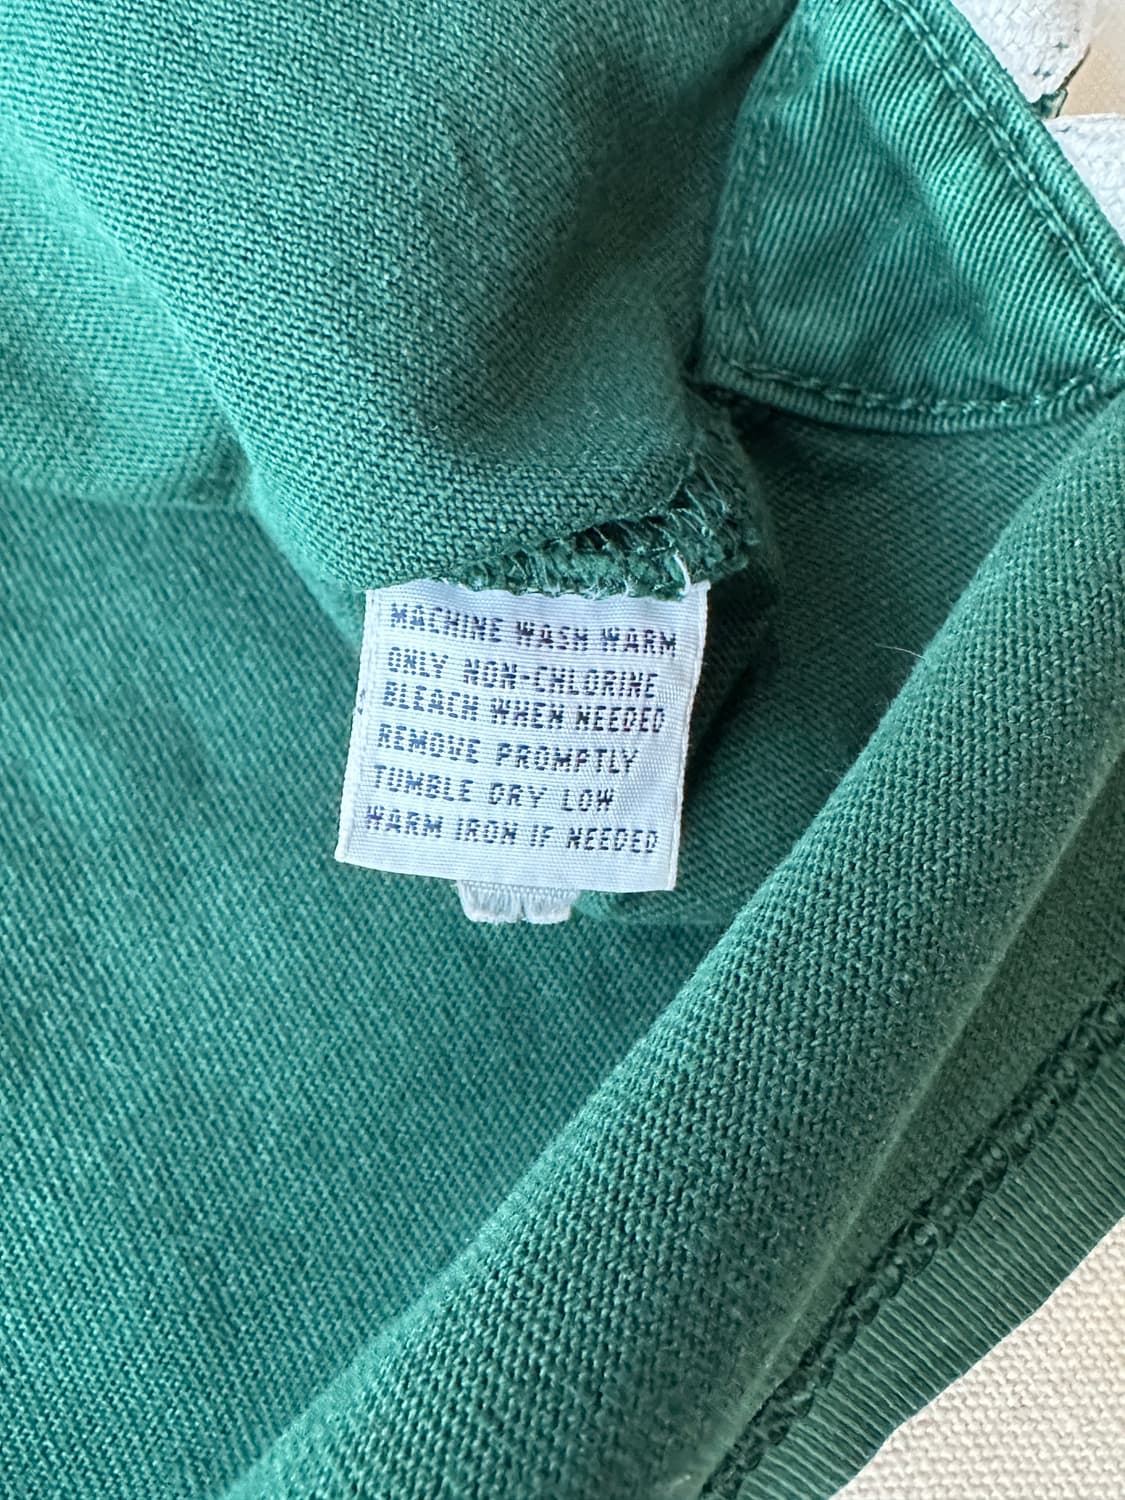 MACHINE WASH WARM
ONLY NON-CHLORINE
BLEACH WHEN NEEDED
REMOVE PROMPTLY
TUMBLE DRY LOW
WARM IRON IF NEEDED